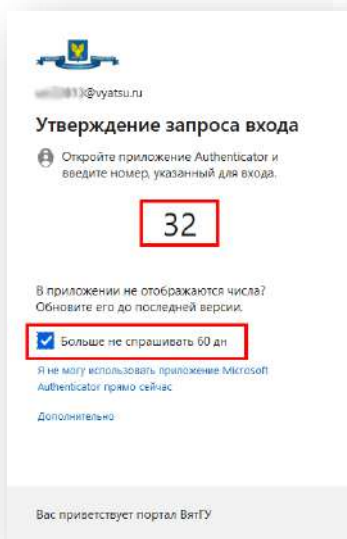 @vyatsu.ru
Утверждение запроса входа
Откройте приложение Authenticator и
введите номер, указанный для входа.
32
В приложении не отображаются числа?
Обновите его до последней версии.
Больше не спрашивать 60 дн
Я не могу использовать приложение Microsoft
Authenticator прямо сейчас
Дополнительно
Вас приветствует портал ВятГУ